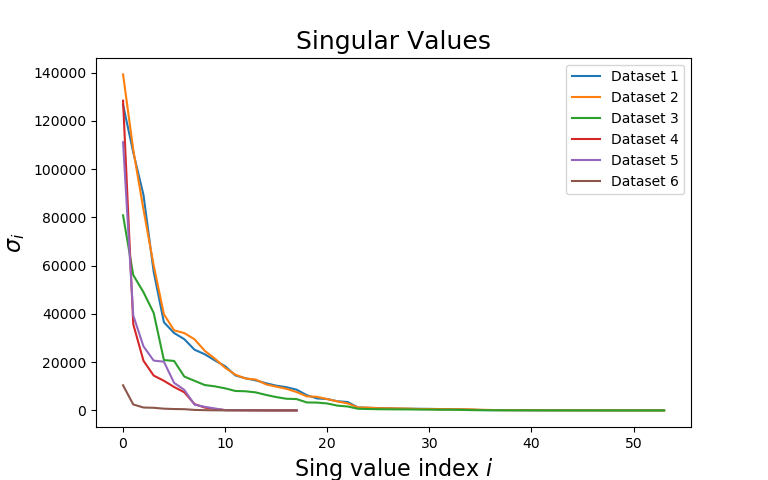 Singular Values
140000
120000
100000
80000
60000
40000
20000
0
σi
0 10 20 30 40 50
Sing value index i
Dataset 1
Dataset 2
Dataset 3
Dataset 4
Dataset 5
Dataset 6